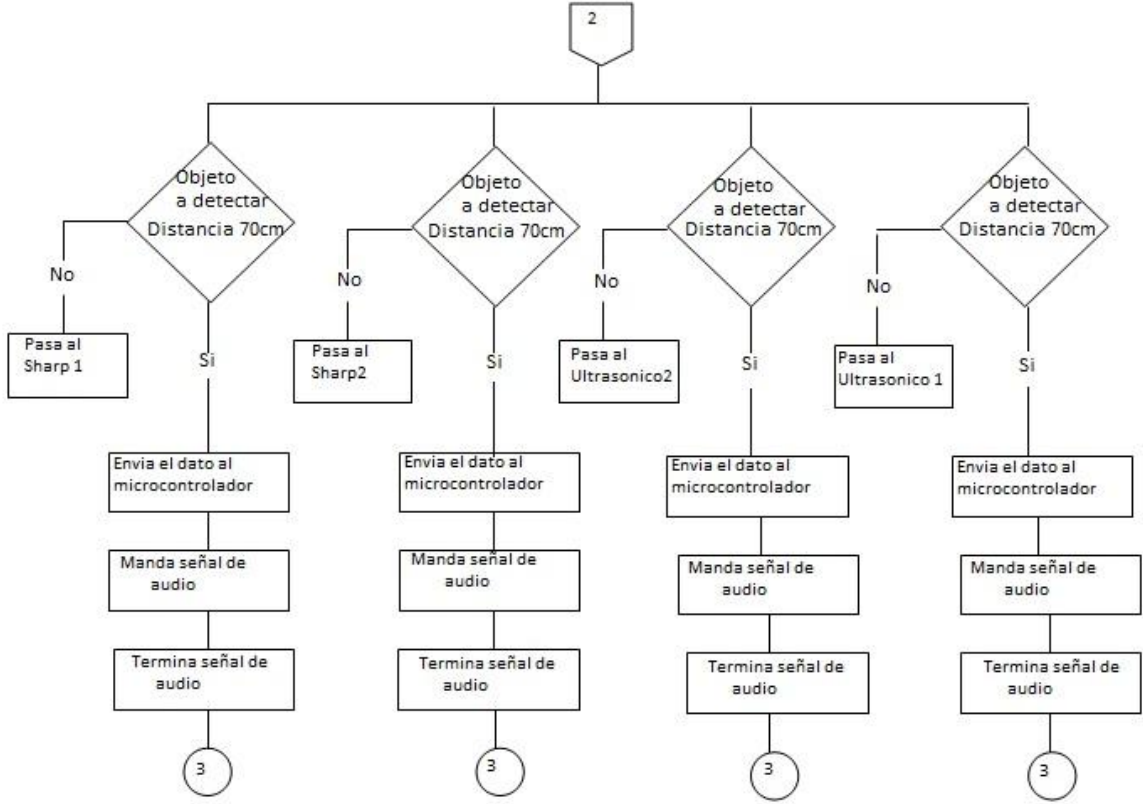 2
Objeto
a detectar
Distancia 70cm
No
Pasa al
Sharp 1
Si
Envia el dato al
microcontrolador
Manda señal de
audio
Termina señal de
audio
3
Objeto
a detectar
Distancia 70cm
No
Pasa al
Sharp2
Si
Envia el dato al
microcontrolador
Manda señal de
audio
Termina señal de
audio
3
Objeto
a detectar
Distancia 70cm
No
Pasa al
Ultrasonico2
Si
Envia el dato al
microcontrolador
Manda señal de
audio
Termina señal de
audio
3
Objeto
a detectar
Distancia 70cm
No
Pasa al
Ultrasonico 1
Si
Envia el dato al
microcontrolador
Manda señal de
audio
Termina señal de
audio
3